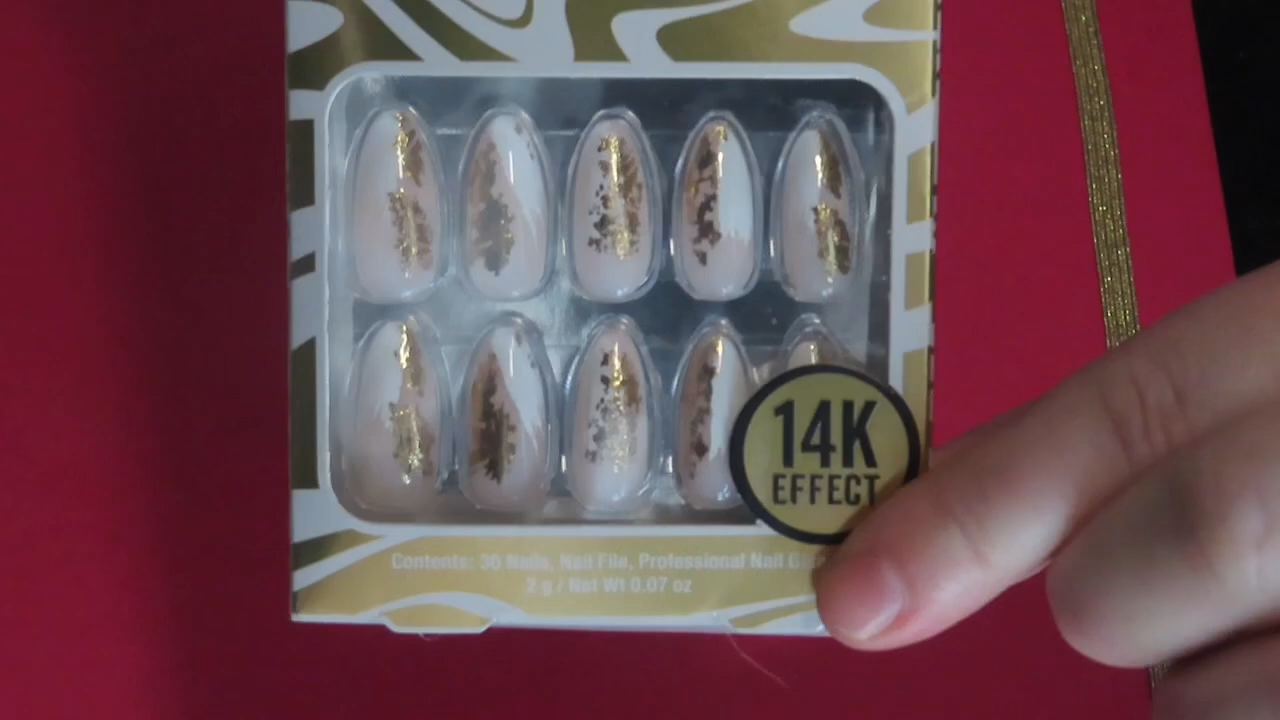 14K
EFFECT
Contents: 30 Nails, Nail File, Professional Nail
2 g / Net Wt 0.07 oz